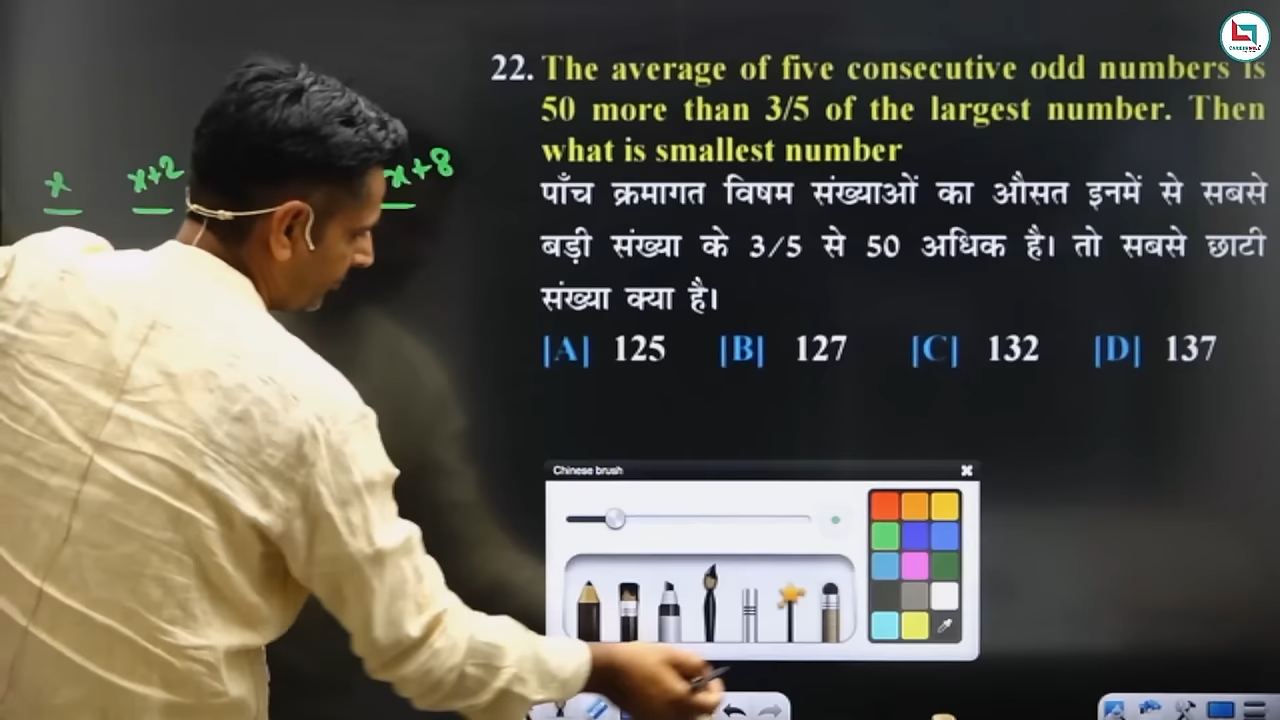 x x+2 x+8
22. The average of five consecutive odd numbers is
50 more than 3/5 of the largest number. Then
what is smallest number
पाँच क्रमागत विषम संख्याओं का औसत इनमें से सबसे
बड़ी संख्या के 3/5 से 50 अधिक है। तो सबसे छाटी
संख्या क्या है।
[A] 125 [B] 127 [C] 132 [D] 137
Chinese brush